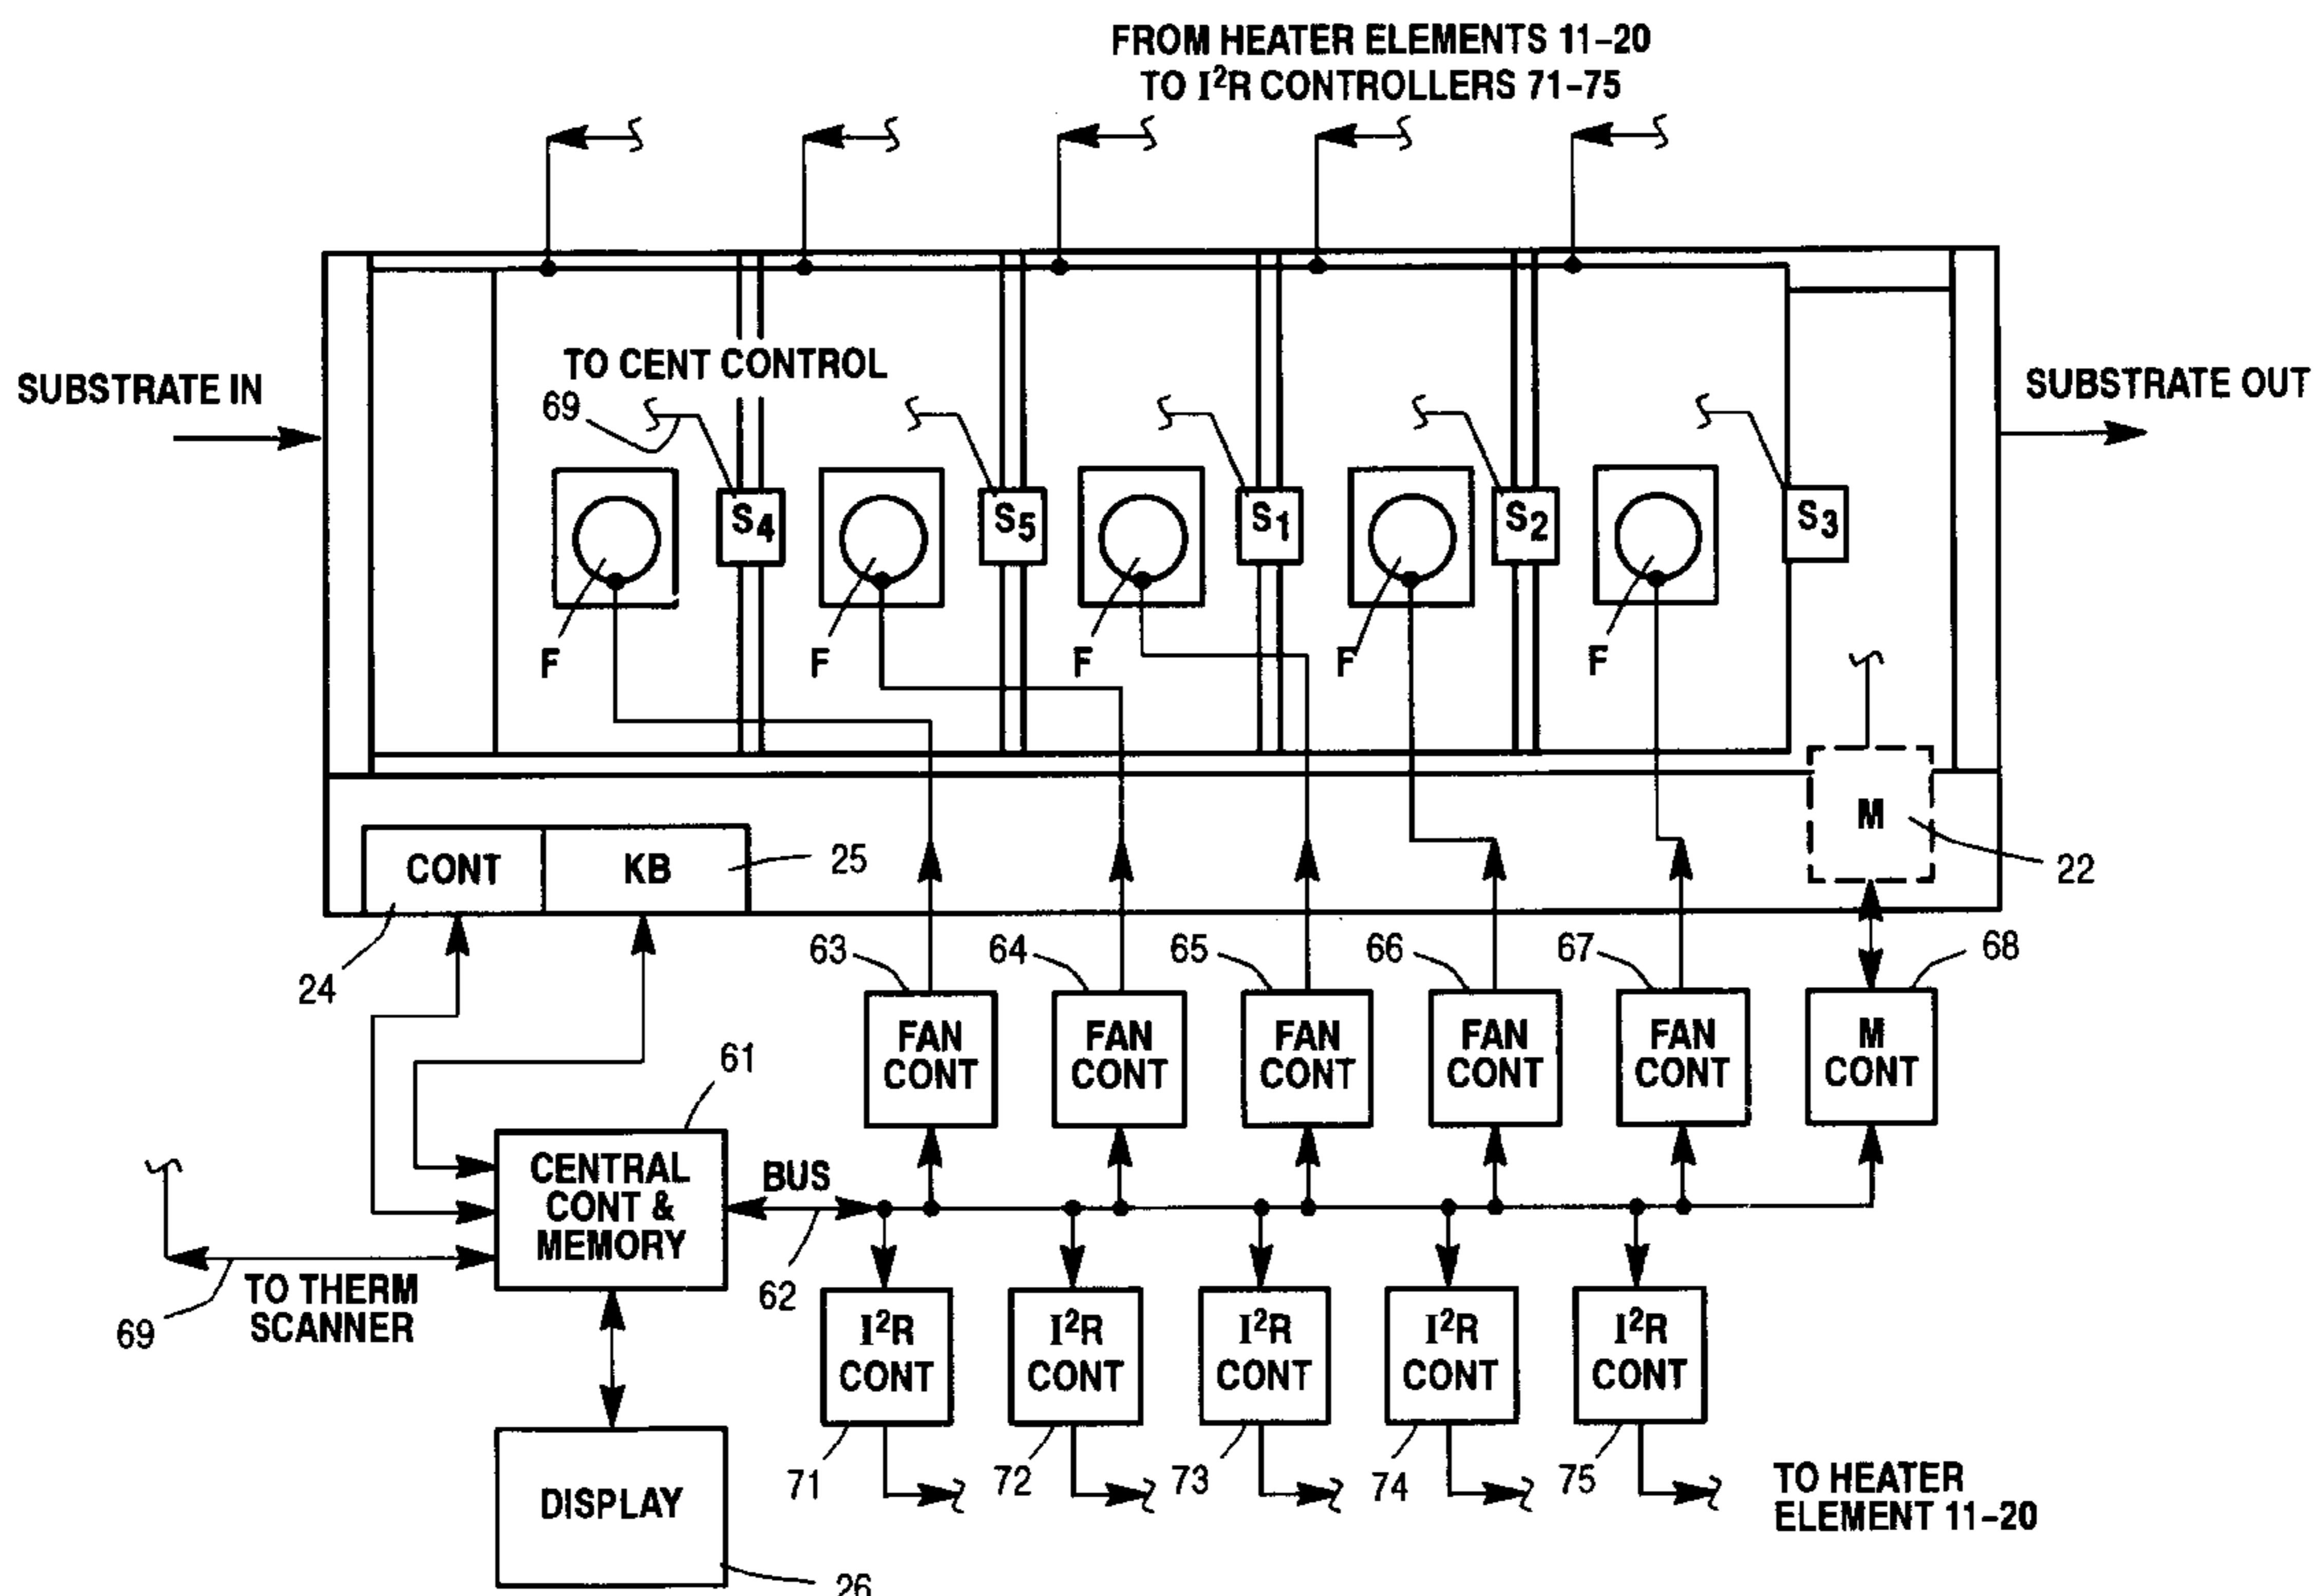 FROM HEATER ELEMENTS 11-20
TO I²R CONTROLLERS 71-75
SUBSTRATE IN
TO CENT CONTROL
SUBSTRATE OUT
69
S4
S5
S1
S2
S3
F
F
F
F
F
CONT
KB
25
M
22
24
63
64
65
66
67
68
FAN
CONT
FAN
CONT
FAN
CONT
FAN
CONT
FAN
CONT
M
CONT
61
CENTRAL
CONT &
MEMORY
BUS
62
TO THERM
SCANNER
69
I²R
CONT
I²R
CONT
I²R
CONT
I²R
CONT
I²R
CONT
71
72
73
74
75
TO HEATER
ELEMENT 11-20
DISPLAY
26